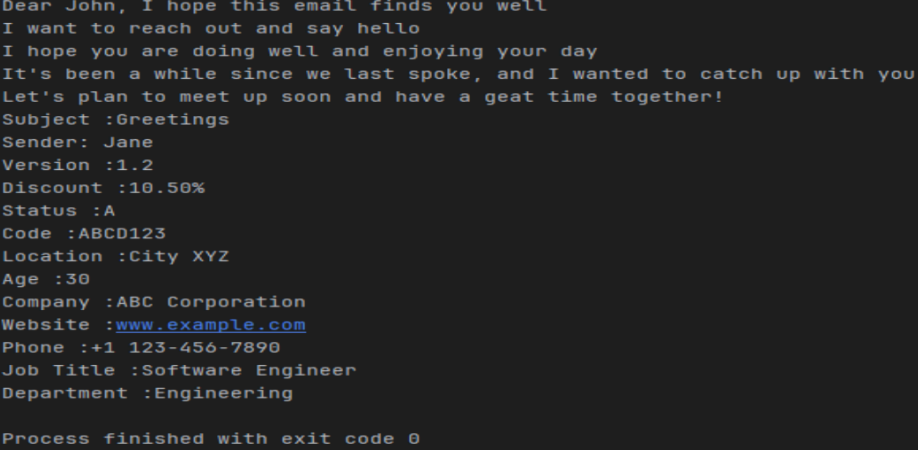 Dear John, I hope this email finds you well
I want to reach out and say hello
I hope you are doing well and enjoying your day
It's been a while since we last spoke, and I wanted to catch up with you
Let's plan to meet up soon and have a geat time together!
Subject :Greetings
Sender: Jane
Version :1.2
Discount :10.50%
Status :A
Code :ABCD123
Location :City XYZ
Age :30
Company :ABC Corporation
Website :www.example.com
Phone :+1 123-456-7890
Job Title :Software Engineer
Department :Engineering

Process finished with exit code 0